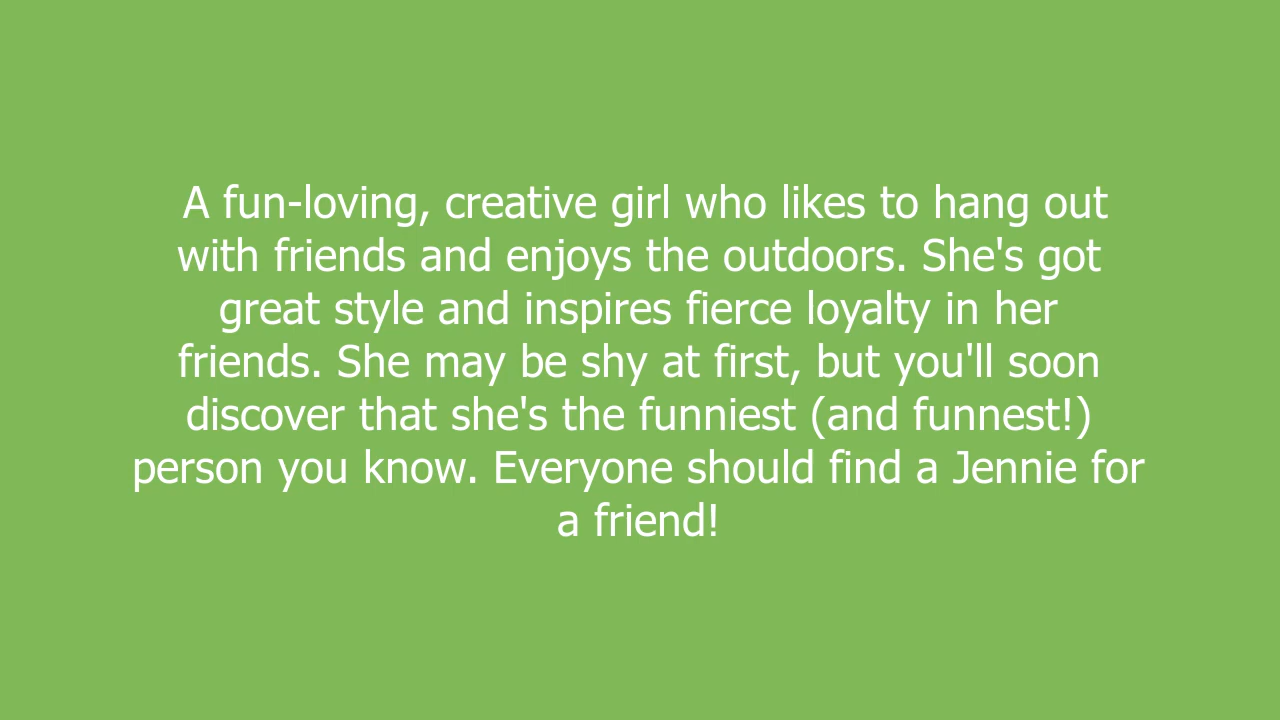 A fun-loving, creative girl who likes to hang out
with friends and enjoys the outdoors. She's got
great style and inspires fierce loyalty in her
friends. She may be shy at first, but you'll soon
discover that she's the funniest (and funnest!)
person you know. Everyone should find a Jennie for
a friend!